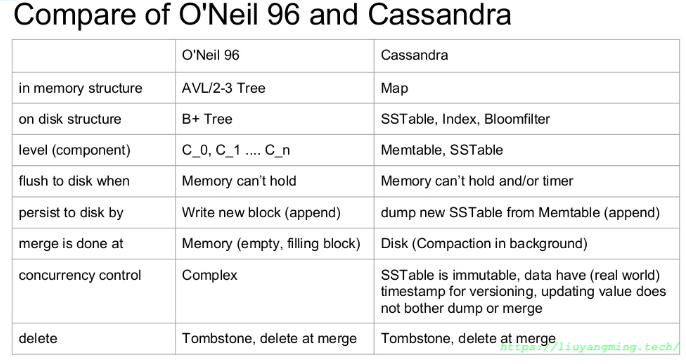 Compare of O'Neil 96 and Cassandra
O'Neil 96 Cassandra
in memory structure AVL/2-3 Tree Map
on disk structure B+ Tree SSTable, Index, Bloomfilter
level (component) C_0, C_1 .... C_n Memtable, SSTable
flush to disk when Memory can't hold Memory can't hold and/or timer
persist to disk by Write new block (append) dump new SSTable from Memtable (append)
merge is done at Memory (empty, filling block) Disk (Compaction in background)
concurrency control Complex SSTable is immutable, data have (real world)
timestamp for versioning, updating value does
not bother dump or merge
delete Tombstone, delete at merge Tombstone, delete at merge
https://liuyangming.tech/